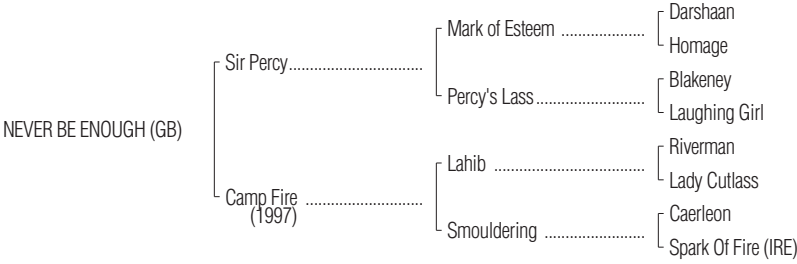 Darshaan
Mark of Esteem ....................
Homage
Sir Percy................................
Blakeney
Percy's Lass..........................
Laughing Girl
NEVER BE ENOUGH (GB)
Riverman
Lahib ....................................
Lady Cutlass
Camp Fire ............................
(1997)
Caerleon
Smouldering ........................
Spark Of Fire (IRE)